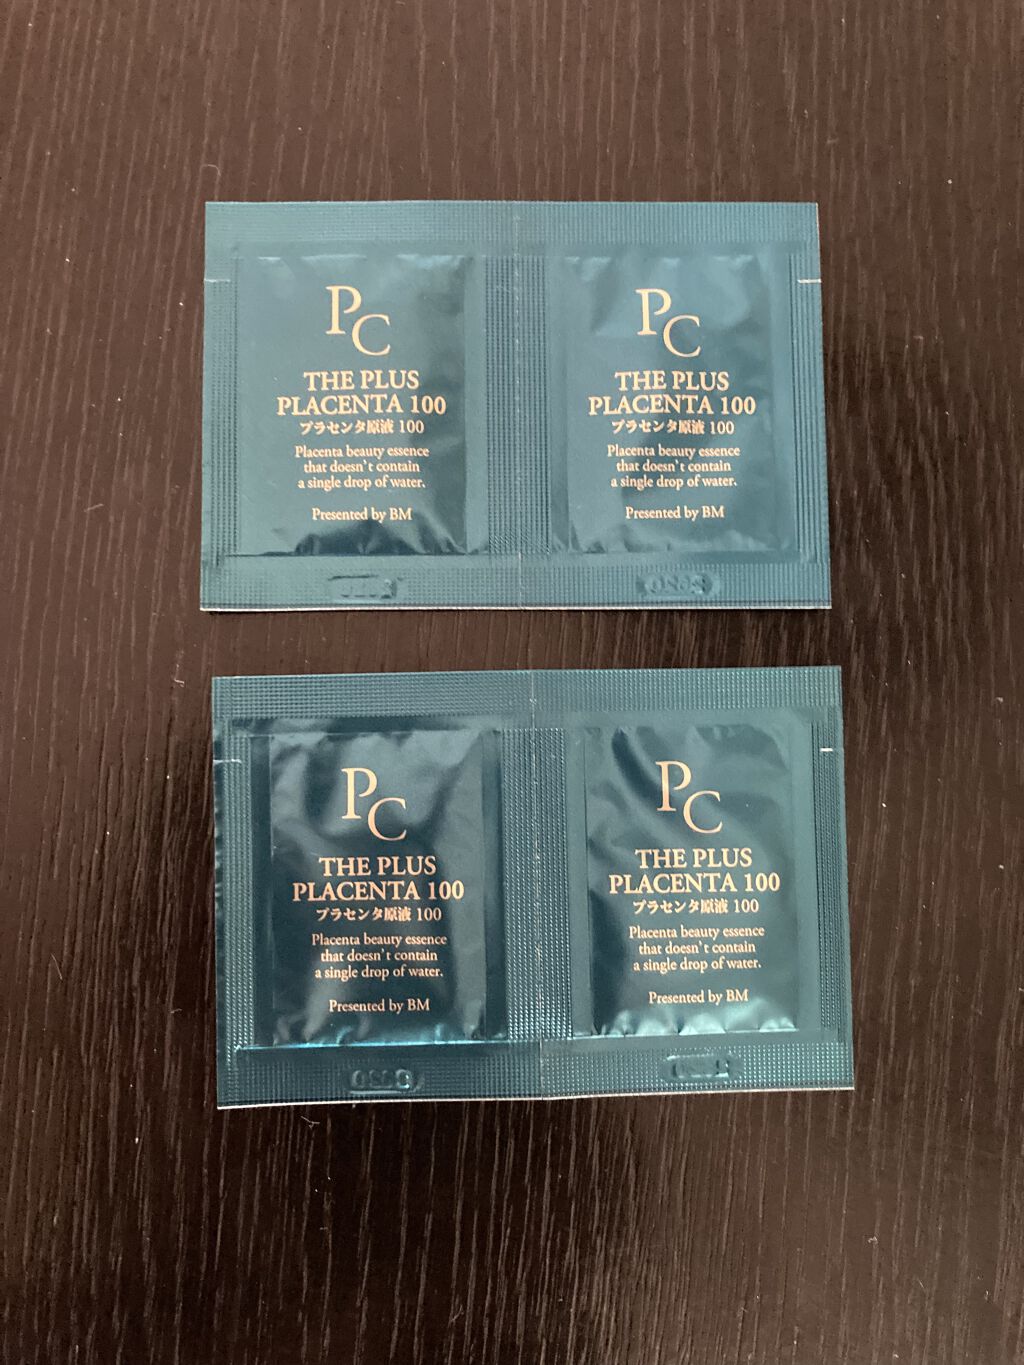 PC
THE PLUS
PLACENTA 100
プラセンタ原液 100
Placenta beauty essence
that doesn't contain
a single drop of water.
Presented by BM
PC
THE PLUS
PLACENTA 100
プラセンタ原液 100
Placenta beauty essence
that doesn't contain
a single drop of water.
Presented by BM
PC
THE PLUS
PLACENTA 100
プラセンタ原液 100
Placenta beauty essence
that doesn't contain
a single drop of water.
Presented by BM
PC
THE PLUS
PLACENTA 100
プラセンタ原液 100
Placenta beauty essence
that doesn't contain
a single drop of water.
Presented by BM